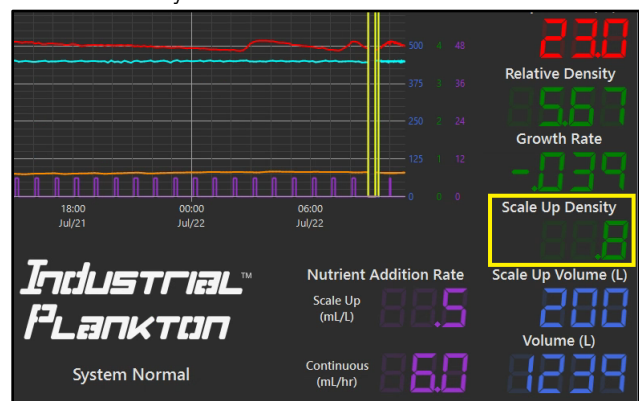 23.0
500 4 48
Relative Density
375 3 36
5.67
250 2 24
Growth Rate
125 1 12
-.039
0 0 0
Scale Up Density
18:00 00:00 06:00
Jul/21 Jul/22 Jul/22
.8
Industrial™
Plankton
System Normal
Nutrient Addition Rate
Scale Up
(mL/L)
.5
Continuous
(mL/hr)
6.0
Scale Up Volume (L)
200
Volume (L)
1239